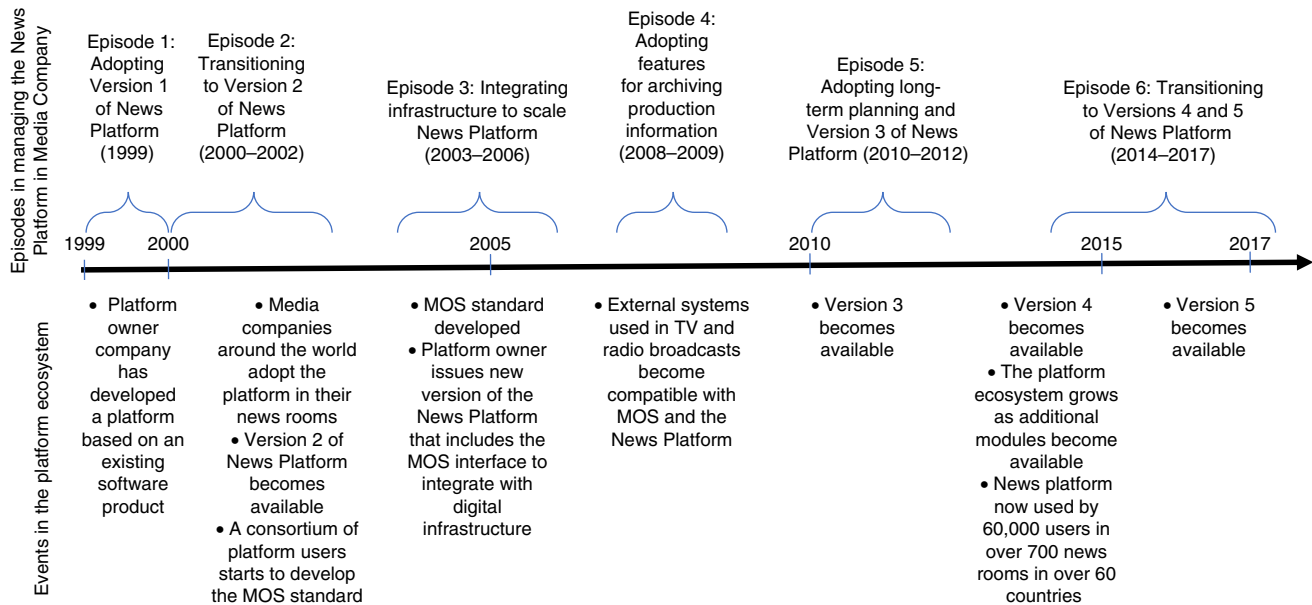 Episodes in managing the News
Platform in Media Company
Episode 1:
Adopting
Version 1
of News
Platform
(1999)
Episode 2:
Transitioning
to Version 2
of News
Platform
(2000–2002)
Episode 3: Integrating
infrastructure to scale
News Platform
(2003–2006)
Episode 4:
Adopting
features
for archiving
production
information
(2008–2009)
Episode 5:
Adopting long-
term planning and
Version 3 of News
Platform (2010–2012)
Episode 6: Transitioning
to Versions 4 and 5
of News Platform
(2014–2017)
1999
2000
2005
2010
2015
2017
Events in the platform ecosystem
• Platform
owner
company
has
developed
a platform
based on an
existing
software
product
• Media
companies
around the world
adopt the
platform in their
news rooms
• Version 2 of
News Platform
becomes
available
• A consortium of
platform users
starts to develop
the MOS standard
• MOS standard
developed
• Platform owner
issues new
version of the
News Platform
that includes the
MOS interface to
integrate with
digital
infrastructure
• External systems
used in TV and
radio broadcasts
become
compatible with
MOS and the
News Platform
• Version 3
becomes
available
• Version 4
becomes
available
• The platform
ecosystem grows
as additional
modules become
available
• News platform
now used by
60,000 users in
over 700 news
rooms in over 60
countries
• Version 5
becomes
available